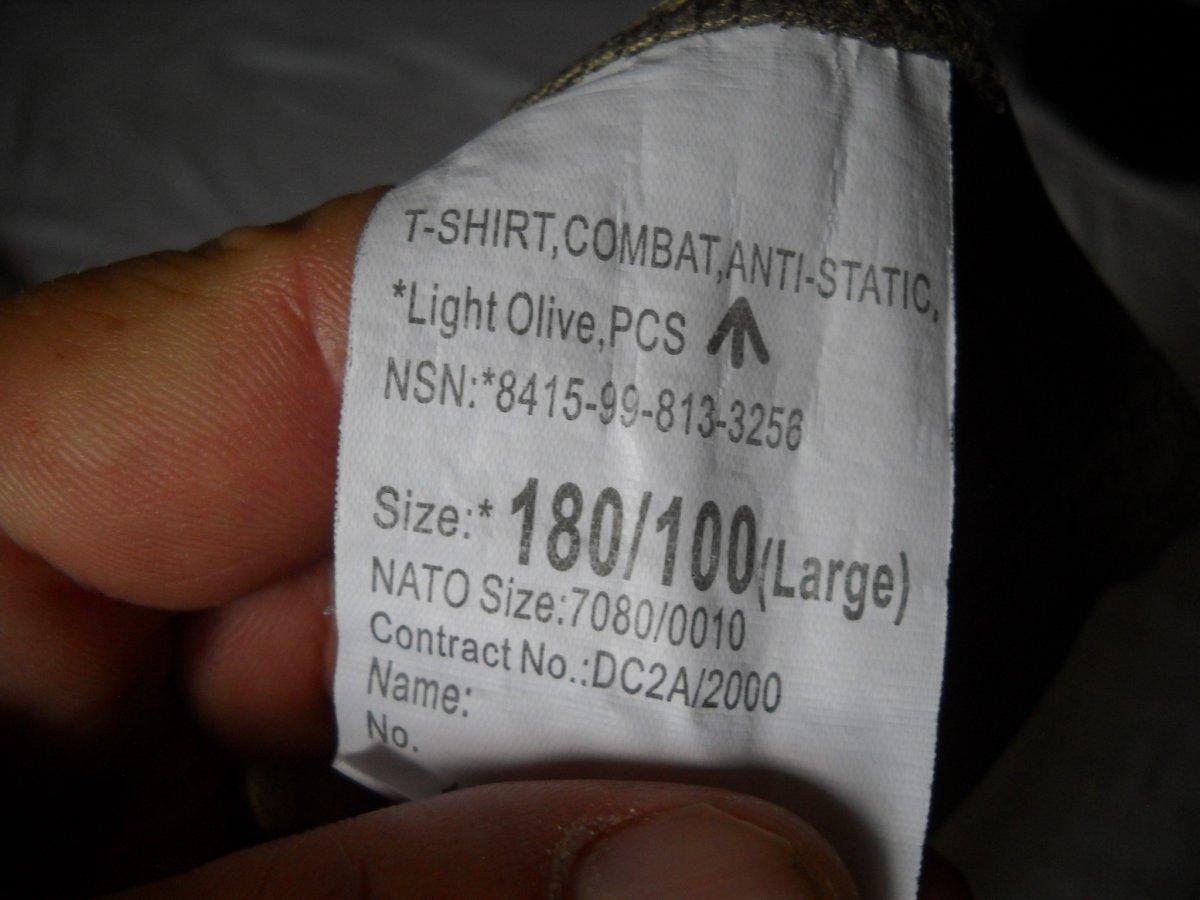 T-SHIRT,COMBAT,ANTI-STATIC,
*Light Olive,PCS
NSN:*8415-99-813-3256
Size:* 180/100(Large)
NATO Size:7080/0010
Contract No.:DC2A/2000
Name:
No.